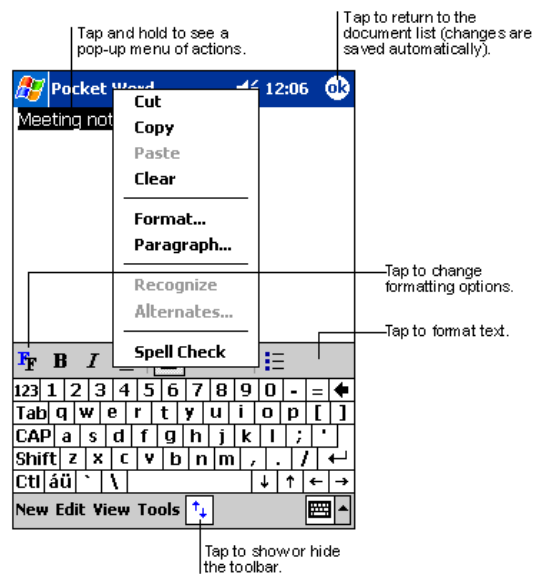 Tap to return to the
document list (changes are
saved automatically).
Tap and hold to see a
pop-up menu of actions.
Pocket Word
12:06
ok
Meeting not
Cut
Copy
Paste
Clear
Format...
Paragraph...
Recognize
Alternates...
Spell Check
Tap to change
formatting options.
Tap to format text.
FF B I
123 1 2 3 4 5 6 7 8 9 0 - =
Tab q w e r t y u i o p [ ]
CAP a s d f g h j k l ; '
Shift z x c v b n m , . /
Ctl áü ` \
New Edit View Tools
Tap to show or hide
the toolbar.